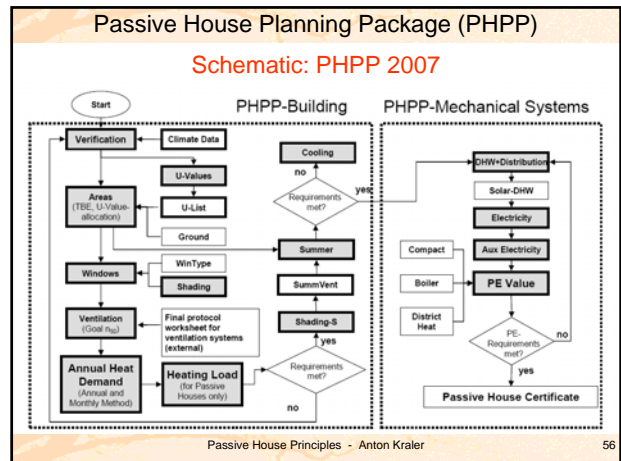 Passive House Planning Package (PHPP)
Schematic: PHPP 2007
Start
PHPP-Building
Verification
Climate Data
U-Values
Areas
(TBE, U-Value-
allocation)
U-List
Ground
Windows
WinType
Shading
Ventilation
(Goal n50)
Final protocol
worksheet for
ventilation systems
(external)
Annual Heat
Demand
(Annual and
Monthly Method)
Heating Load
(for Passive
Houses only)
Requirements
met?
no
yes
Shading-S
SummVent
Summer
Requirements
met?
no
yes
Cooling
PHPP-Mechanical Systems
DHW+Distribution
Solar-DHW
Electricity
Aux Electricity
Compact
Boiler
District
Heat
PE Value
PE-
Requirements
met?
no
yes
Passive House Certificate
Passive House Principles - Anton Kraler
56